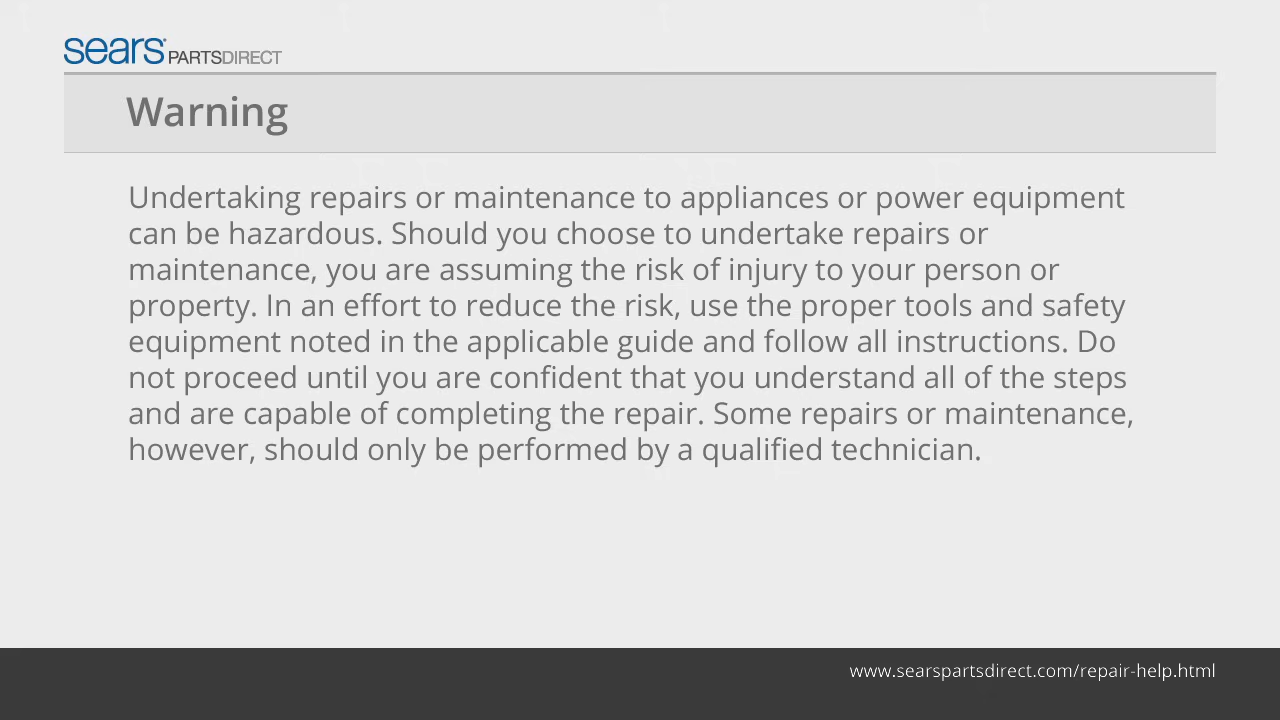 sears PARTSDIRECT
Warning
Undertaking repairs or maintenance to appliances or power equipment
can be hazardous. Should you choose to undertake repairs or
maintenance, you are assuming the risk of injury to your person or
property. In an effort to reduce the risk, use the proper tools and safety
equipment noted in the applicable guide and follow all instructions. Do
not proceed until you are confident that you understand all of the steps
and are capable of completing the repair. Some repairs or maintenance,
however, should only be performed by a qualified technician.
www.searspartsdirect.com/repair-help.html